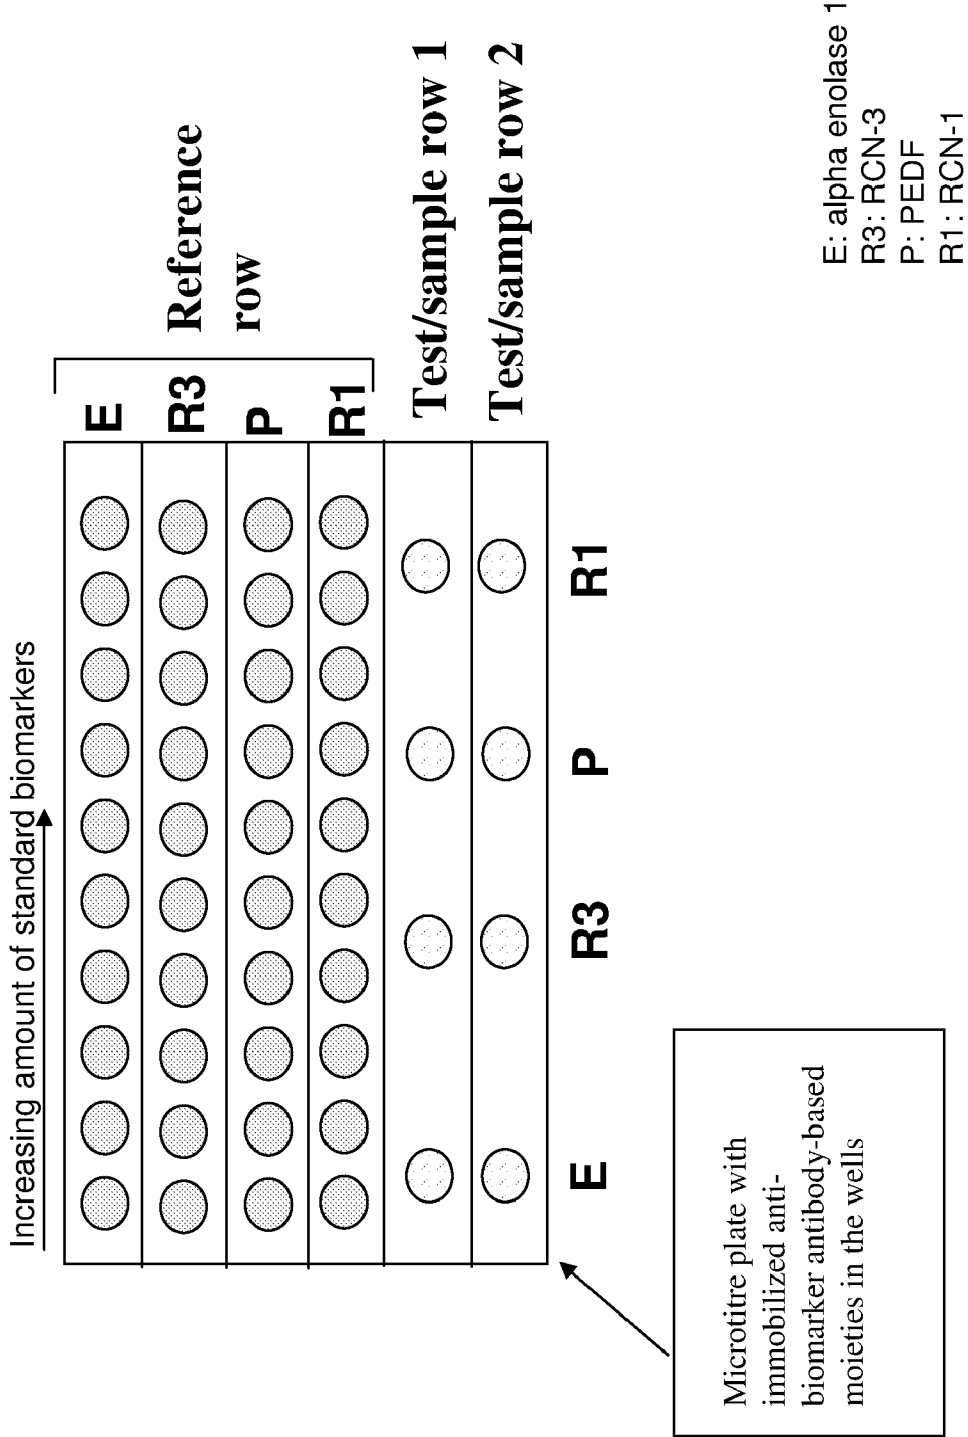 Increasing amount of standard biomarkers
E
R3
P
R1
Reference
row
Test/sample row 1
Test/sample row 2
E
R3
P
R1
Microtitre plate with
immobilized anti-
biomarker antibody-based
moieties in the wells
E: alpha enolase 1
R3: RCN-3
P: PEDF
R1: RCN-1